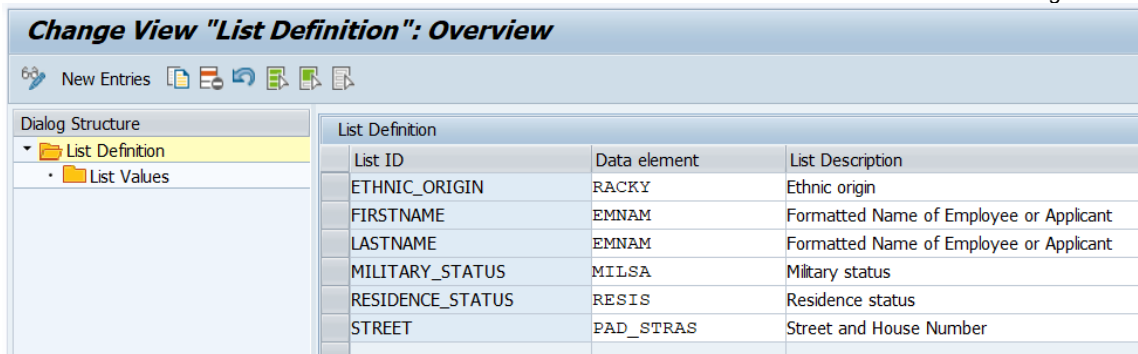 Change View "List Definition": Overview
New Entries
Dialog Structure
List Definition
List Values
List Definition
List ID Data element List Description
ETHNIC_ORIGIN RACKY Ethnic origin
FIRSTNAME EMNAM Formatted Name of Employee or Applicant
LASTNAME EMNAM Formatted Name of Employee or Applicant
MILITARY_STATUS MILSA Military status
RESIDENCE_STATUS RESIS Residence status
STREET PAD_STRAS Street and House Number